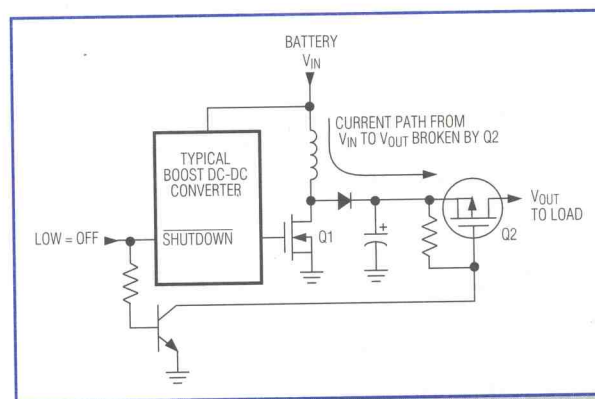 BATTERY
VIN
CURRENT PATH FROM
VIN TO VOUT BROKEN BY Q2
TYPICAL
BOOST DC-DC
CONVERTER
VOUT
TO LOAD
LOW = OFF
SHUTDOWN
Q1
+
Q2